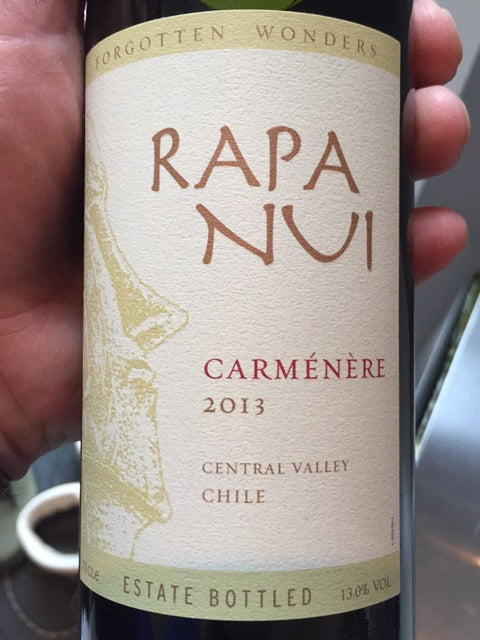 FORGOTTEN WONDERS
RAPA
NUI
CARMÉNÈRE
2013
CENTRAL VALLEY
CHILE
ESTATE BOTTLED 13.0% VOL